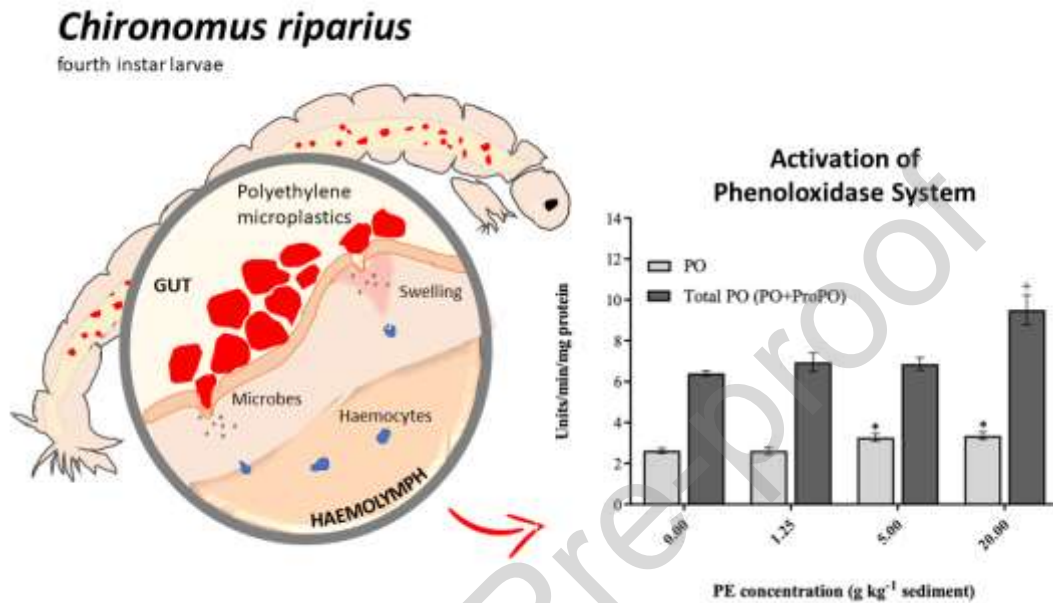 Chironomus riparius
fourth instar larvae
Polyethylene
microplastics
GUT
Swelling
Microbes
Haemocytes
HAEMOLYMPH
Activation of
Phenoloxidase System
14
12
10
8
6
4
2
0
PO
Total PO (PO+ProPO)
Units/min/mg protein
*
*
+
0.00
1.25
5.00
20.00
PE concentration (g kg⁻¹ sediment)
Pre-proof